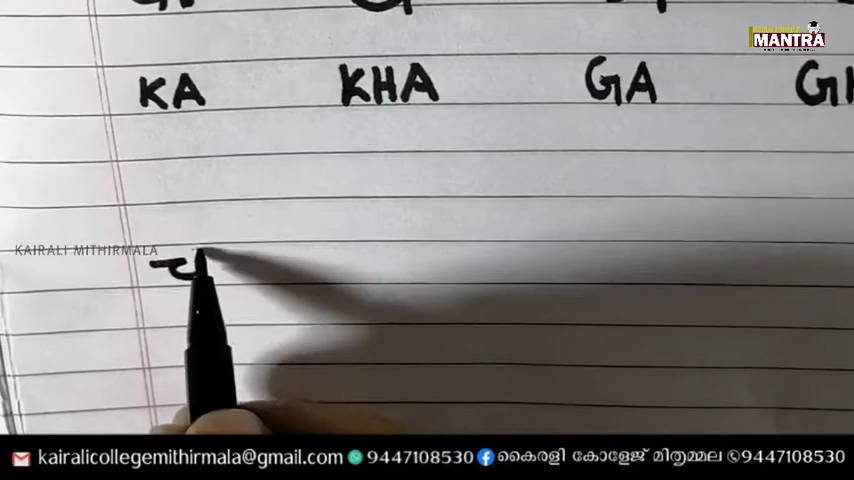 MANTRA
KA KHA GA
KAIRALI MITHIRMALA
kairalicollegemithirmala@gmail.com 9447108530 കൈരളി കോളേജ് മിതൃമ്മല 9447108530